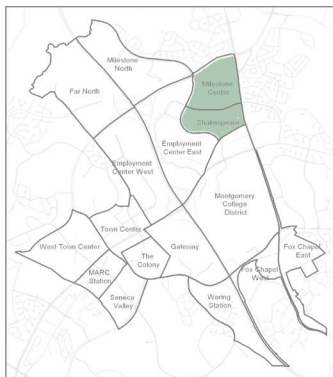 Milestone
North
Milestone
Center
Far North
Shakespeare
Employment
Center East
Employment
Center West
Montgomery
College
District
Town Center
West Town Center
The
Colony
Gateway
Fox Chapel
East
MARC
Station
Fox Chapel
West
Seneca
Valley
Waring
Station